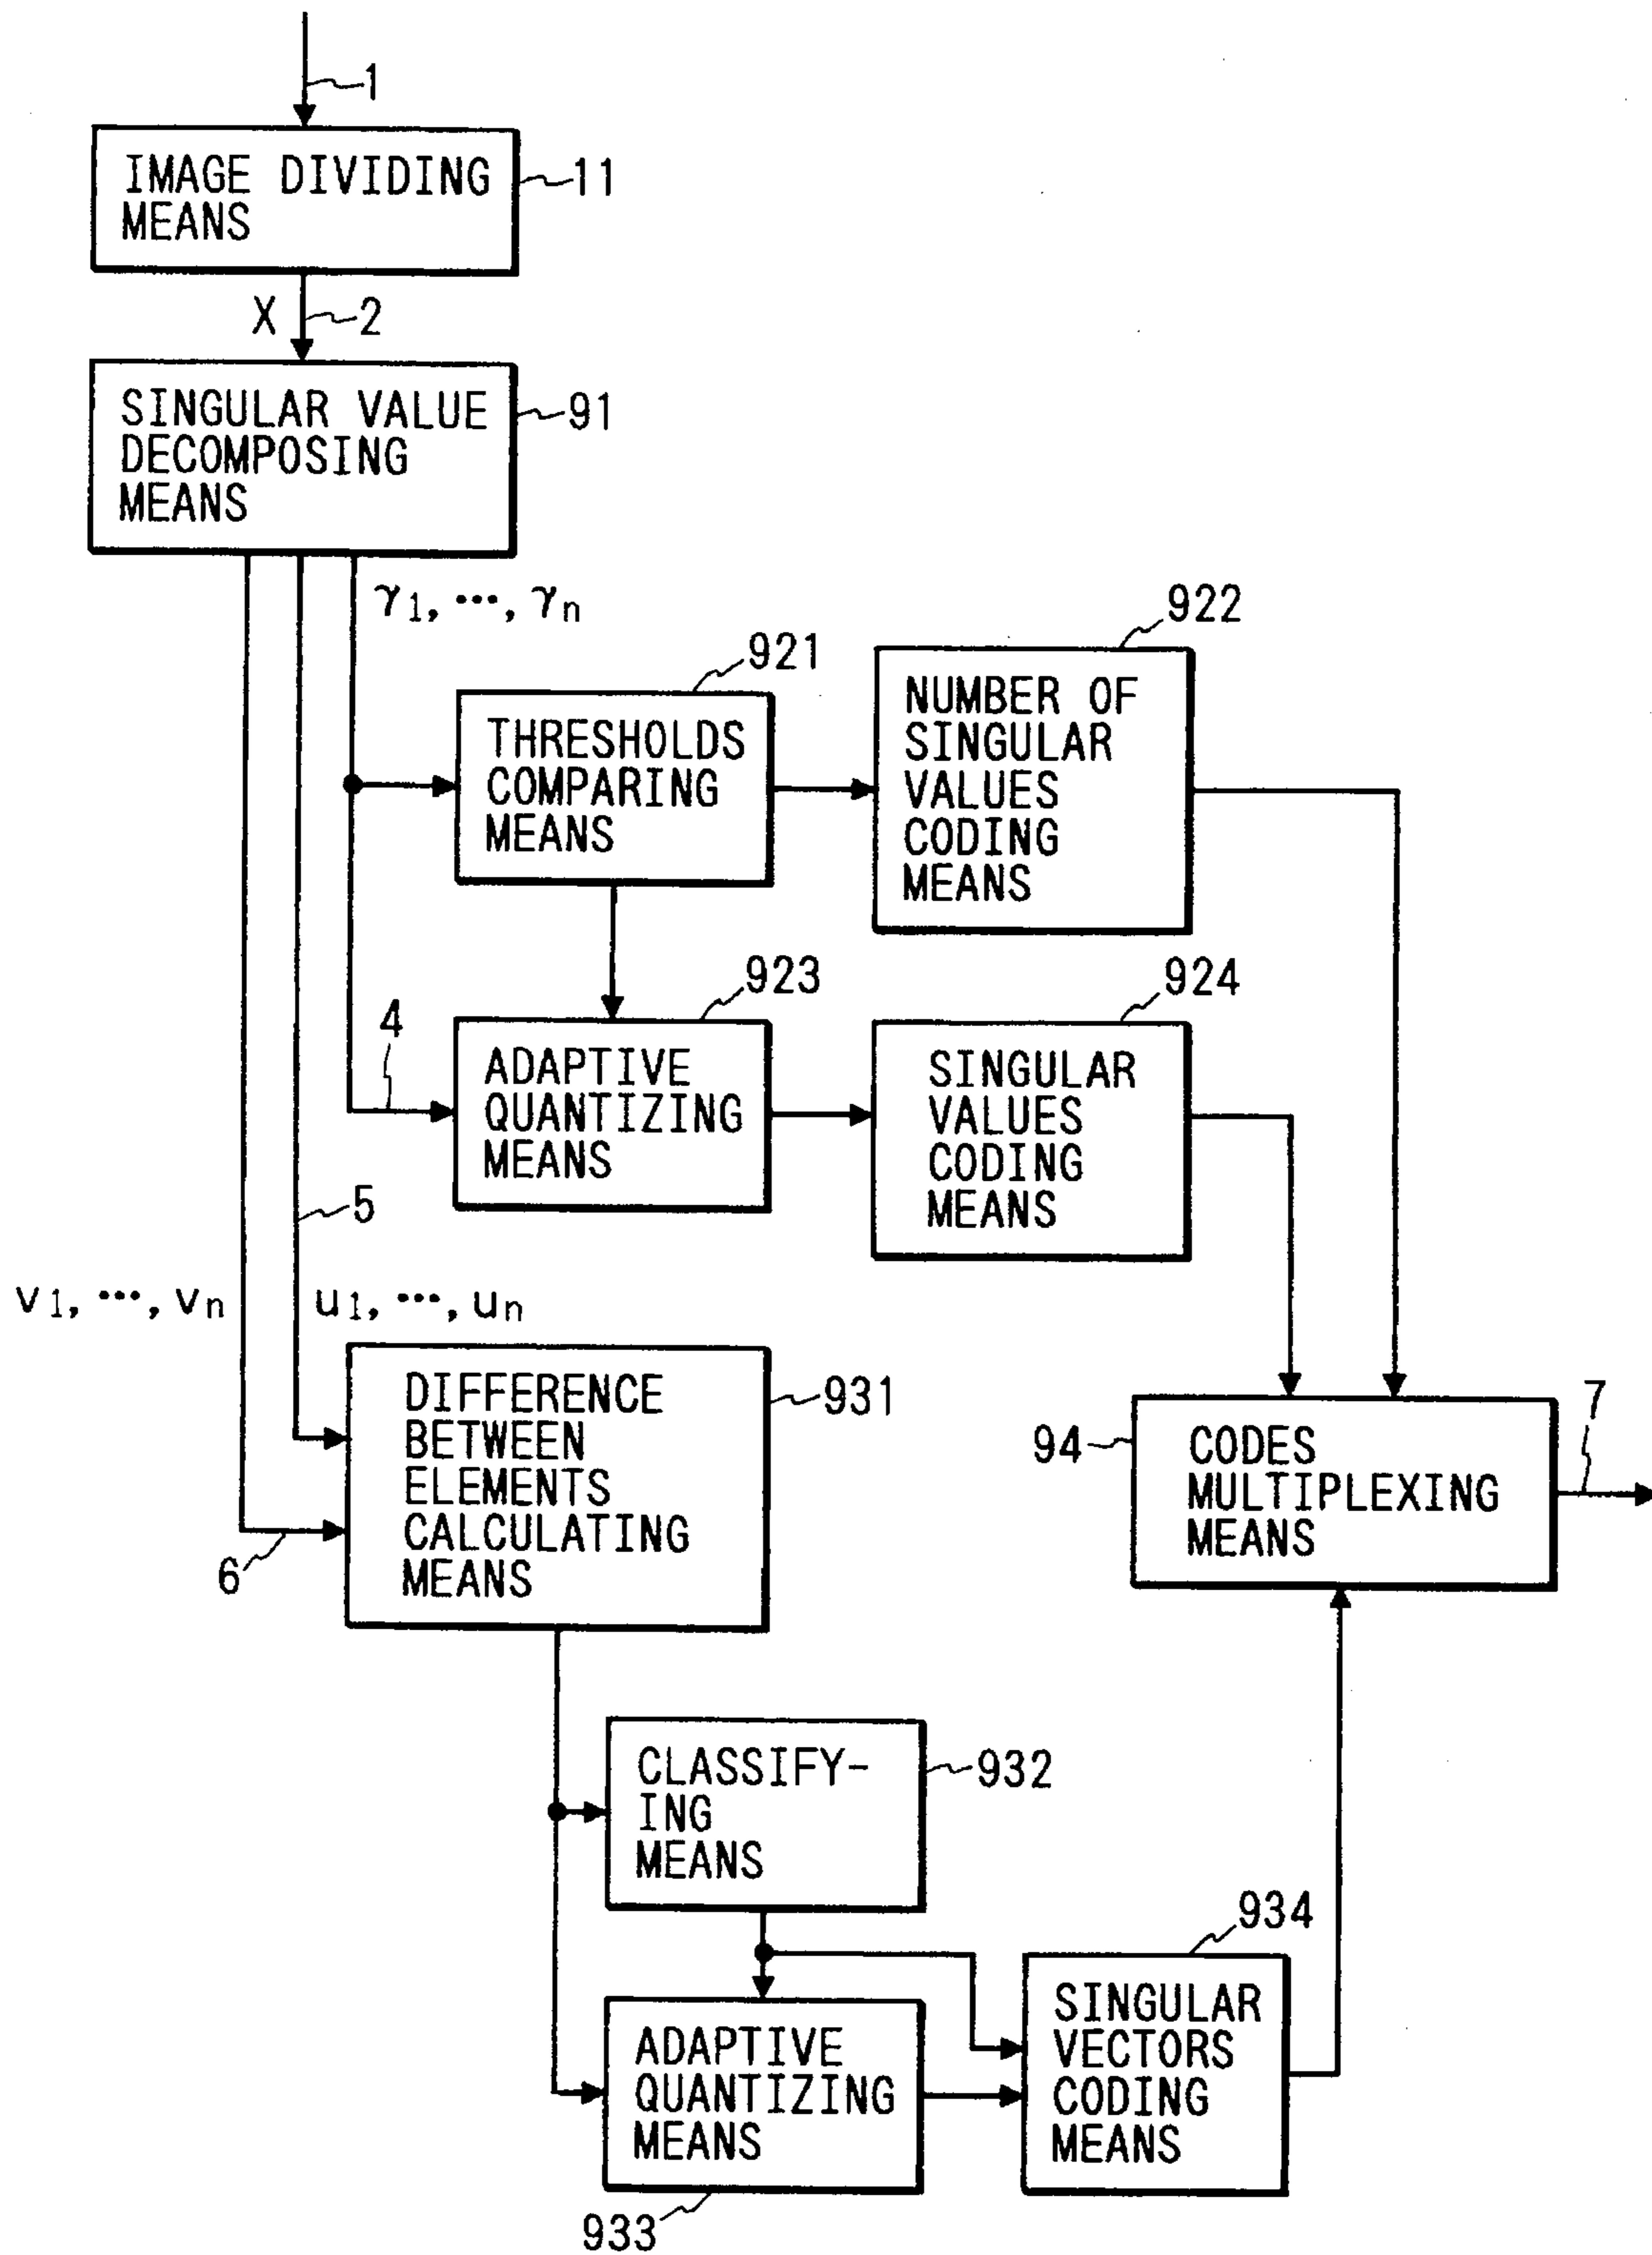 1
IMAGE DIVIDING
MEANS
11
X
2
SINGULAR VALUE
DECOMPOSING
MEANS
91
γ1, ···, γn
921
922
THRESHOLDS
COMPARING
MEANS
NUMBER OF
SINGULAR
VALUES
CODING
MEANS
923
924
4
ADAPTIVE
QUANTIZING
MEANS
SINGULAR
VALUES
CODING
MEANS
5
v1, ···, vn
u1, ···, un
DIFFERENCE
BETWEEN
ELEMENTS
CALCULATING
MEANS
931
6
94
CODES
MULTIPLEXING
MEANS
7
CLASSIFY-
ING
MEANS
932
934
ADAPTIVE
QUANTIZING
MEANS
933
SINGULAR
VECTORS
CODING
MEANS